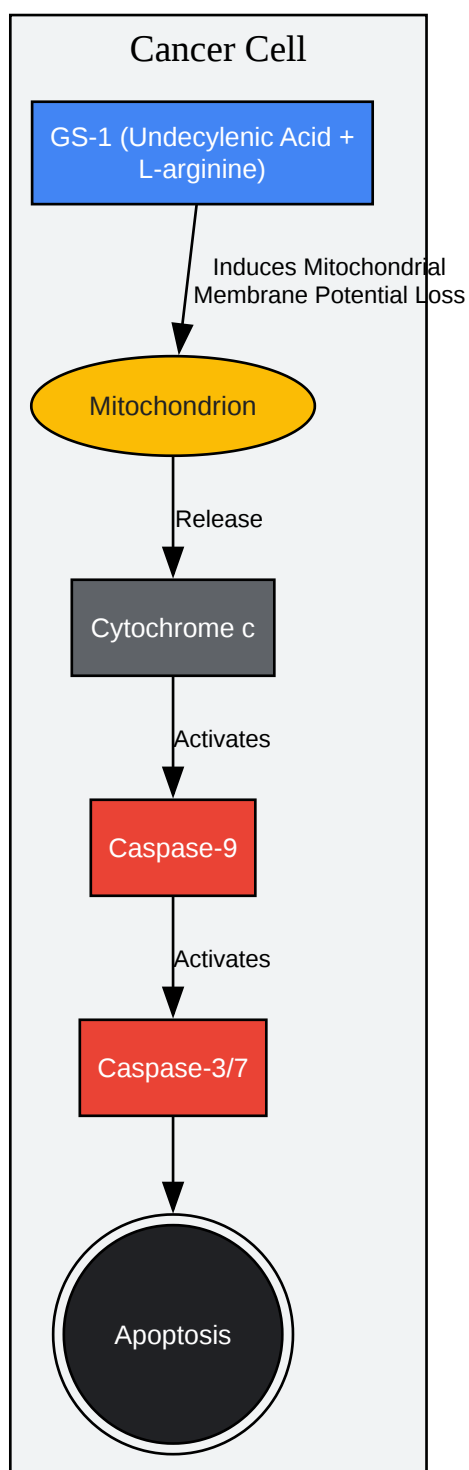 Cancer Cell
GS-1 (Undecylenic Acid +
L-arginine)
Induces Mitochondrial
Membrane Potential Loss
Mitochondrion
Release
Cytochrome c
Activates
Caspase-9
Activates
Caspase-3/7
Apoptosis